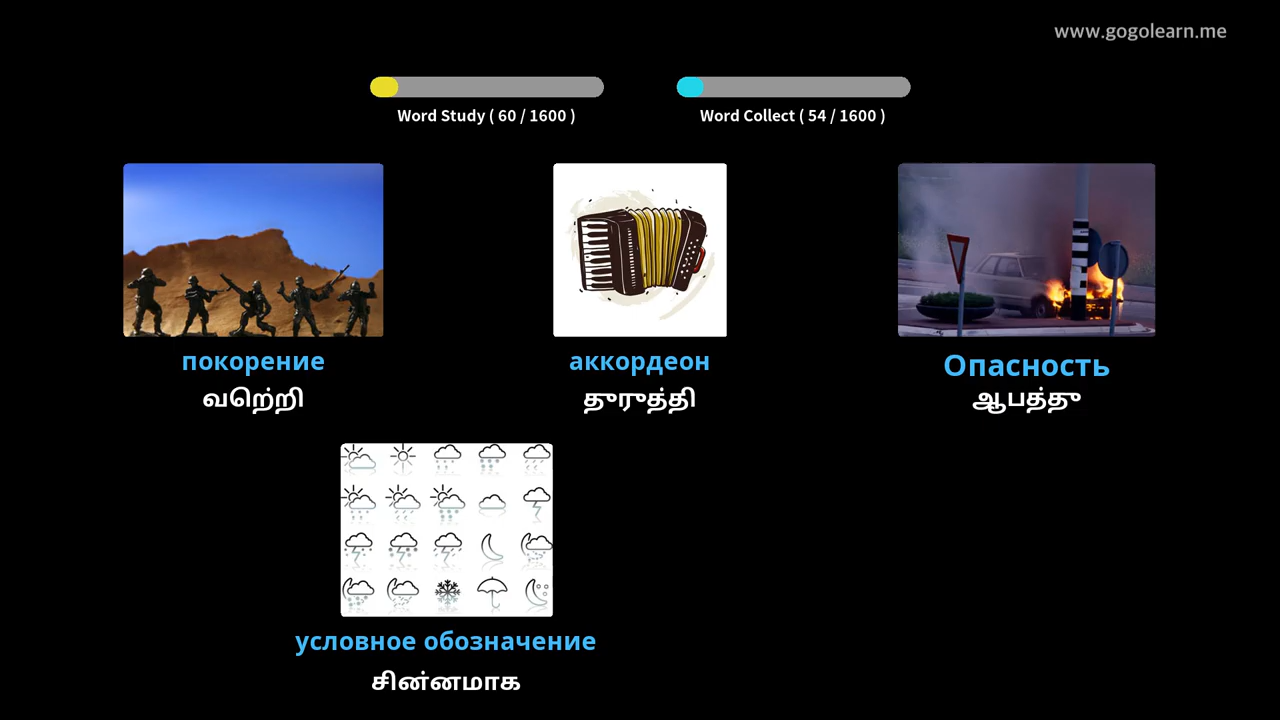 www.gogolearn.me
Word Study ( 60 / 1600 )
Word Collect ( 54 / 1600 )
покорение
வெற்றி
аккордеон
துருத்தி
Опасность
ஆபத்து
условное обозначение
சின்னமாக